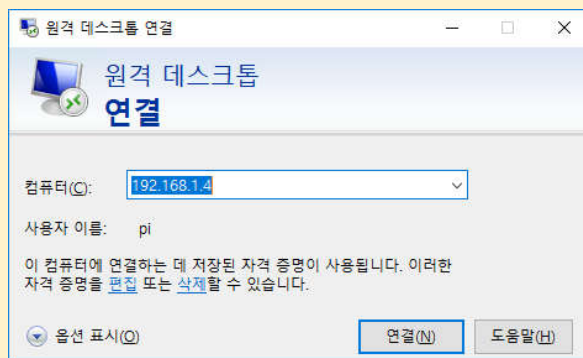 원격 데스크톱 연결
원격 데스크톱
연결
컴퓨터(C):
192.168.1.4
사용자 이름: pi
이 컴퓨터에 연결하는 데 저장된 자격 증명이 사용됩니다. 이러한
자격 증명을 편집 또는 삭제할 수 있습니다.
옵션 표시(O)
연결(N)
도움말(H)